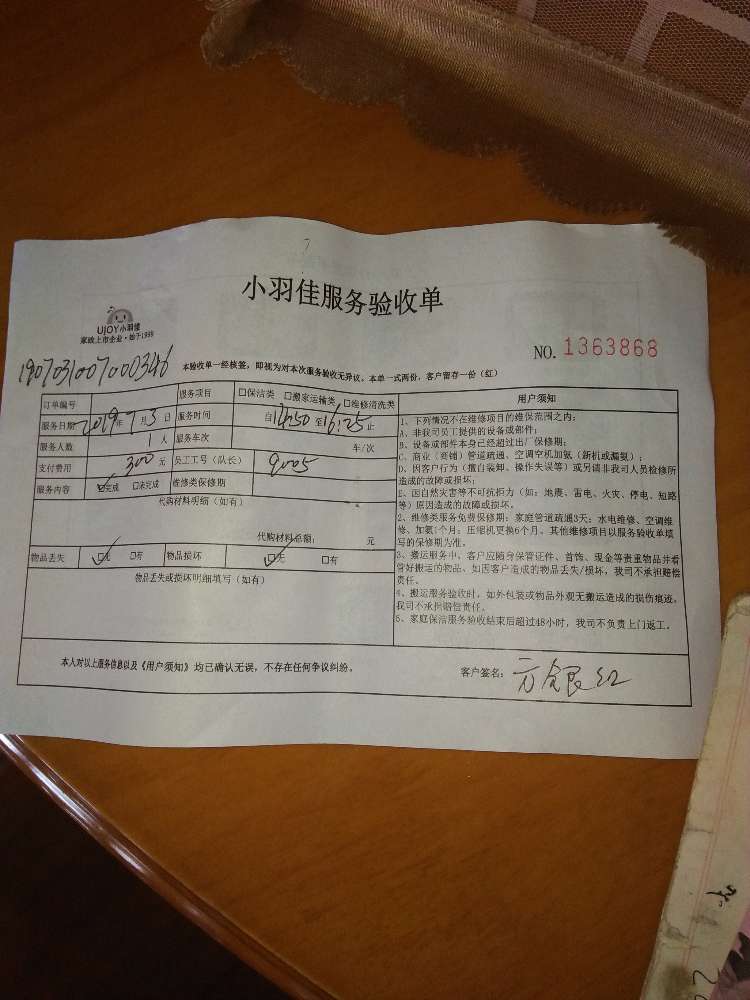 小羽佳服务验收单
UJOY小羽佳
家政上市企业·始于1999
NO. 1363868
1907031007000346
本验收单一经核签，即视为对本次服务验收无异议。本单一式两份，客户留存一份（红）
订单编号 服务项目 □保洁类 □搬家运输类 □维修清洗类
服务日期 2019年7月3日 服务时间 自14:50至16:25止
服务人数 1人 服务车次 车/次
支付费用 300元 员工工号（队长） 9005
服务内容 ☑完成 □未完成 维修类保修期
代购材料明细（如有）
代购材料总额： 元
物品丢失 ☑无 □有 物品损坏 ☑无 □有
物品丢失或损坏明细填写（如有）
用户须知
1、下列情况不在维修项目的维保范围之内：
A、非我司员工提供的设备或部件；
B、设备或部件本身已经超过出厂保修期；
C、商业（商铺）管道疏通、空调空机加氨（新机或漏氨）；
D、因客户行为（擅自装卸、操作失误等）或另请非我司人员检修所
造成的故障或损坏；
E、因自然灾害等不可抗拒力（如：地震、雷电、火灾、停电、短路
等）原因造成的故障或损坏。
2、维修类服务免费保修期：家庭管道疏通3天；水电维修、空调维
修、加氨1个月；压缩机更换6个月。其他维修项目以服务验收单填
写的保修期为准。
3、搬运服务中，客户应随身保管证件、首饰、现金等贵重物品并看
管好搬运的物品。如因客户造成的物品丢失/损坏，我司不承担赔偿
责任。
4、搬运服务验收时，如外包装或物品外观无搬运造成的损伤痕迹，
我司不承担赔偿责任。
5、家庭保洁服务验收结束后超过48小时，我司不负责上门返工。
本人对以上服务信息以及《用户须知》均已确认无误，不存在任何争议纠纷。
客户签名：方银红